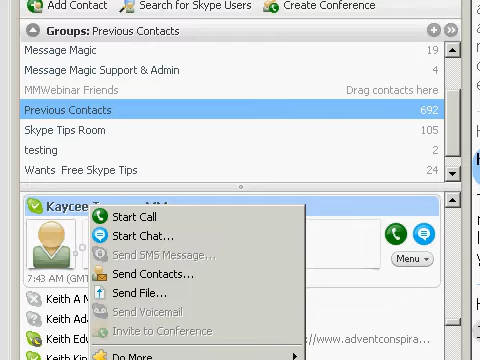 Add Contact Search for Skype Users Create Conference
Groups: Previous Contacts
Message Magic 19
Message Magic Support & Admin 4
MMWebinar Friends Drag contacts here
Previous Contacts 692
Skype Tips Room 105
testing 2
Wants Free Skype Tips 24
Kaycee
Start Call
Start Chat...
Send SMS Message...
Send Contacts...
Menu
Send File...
7:43 AM (GMT
Send Voicemail
Keith A M
Invite to Conference
Keith Ada
Keith Edw
://www.adventconspira...
Do More
Keith Kin